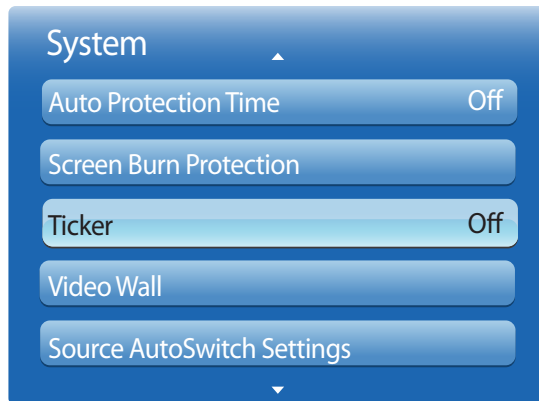 System
Auto Protection Time Off
Screen Burn Protection
Ticker Off
Video Wall
Source AutoSwitch Settings